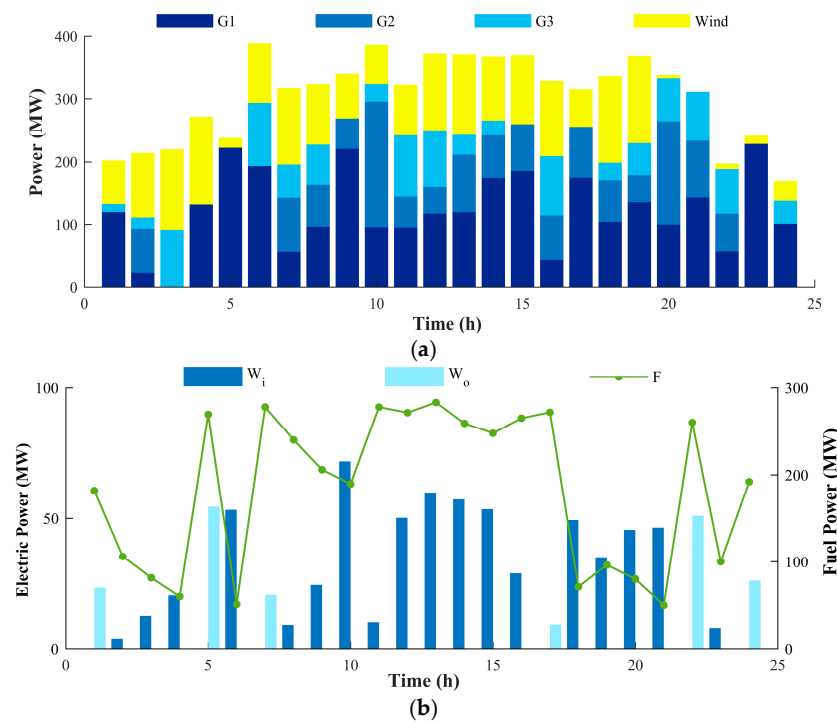 (a)
G1 G2 G3 Wind
400
300
200
100
0
Power (MW)
0 5 10 15 20 25
Time (h)
(a)
W_i W_o F
100
50
0
Electric Power (MW)
300
200
100
0
Fuel Power (MW)
0 5 10 15 20 25
Time (h)
(b)